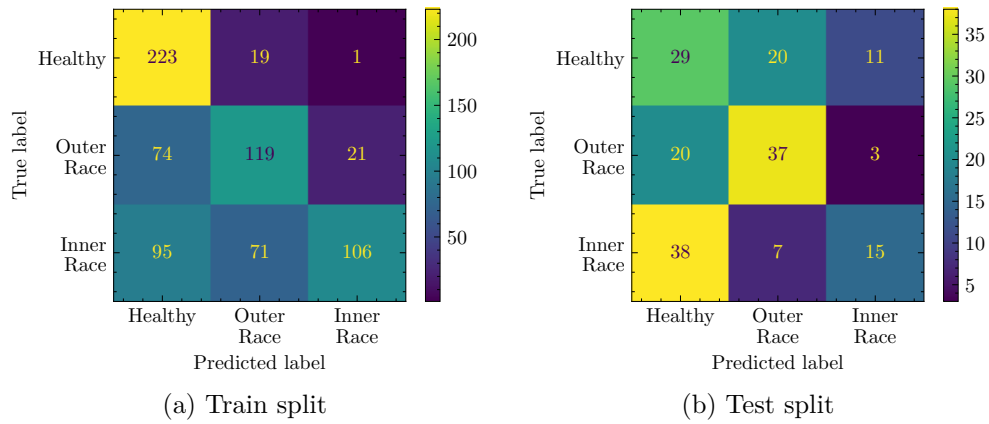 Healthy 223 19 1
Outer Race 74 119 21
Inner Race 95 71 106
Healthy Outer Race Inner Race
Predicted label
True label
200
150
100
50
(a) Train split
Healthy 29 20 11
Outer Race 20 37 3
Inner Race 38 7 15
Healthy Outer Race Inner Race
Predicted label
True label
35
30
25
20
15
10
5
(b) Test split